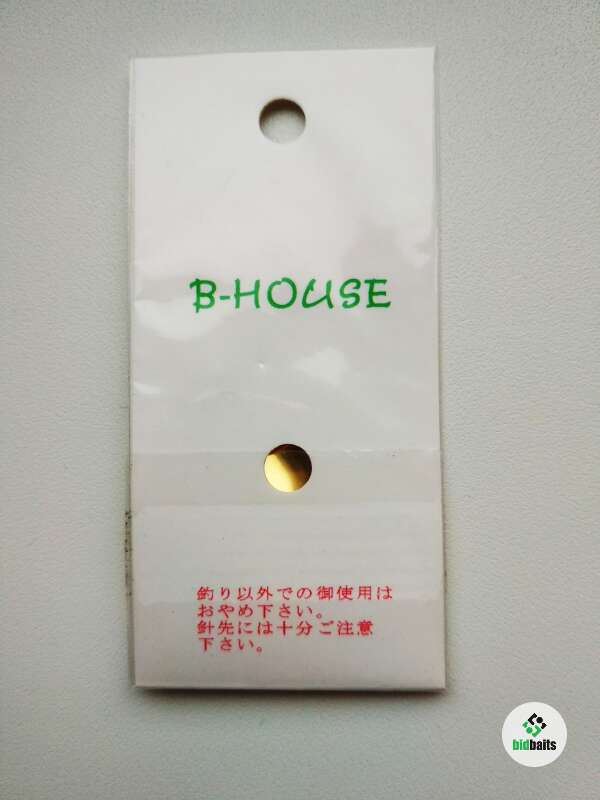 B-HOUSE
釣り以外での御使用は
おやめ下さい。
針先には十分ご注意
下さい。
bidbaits